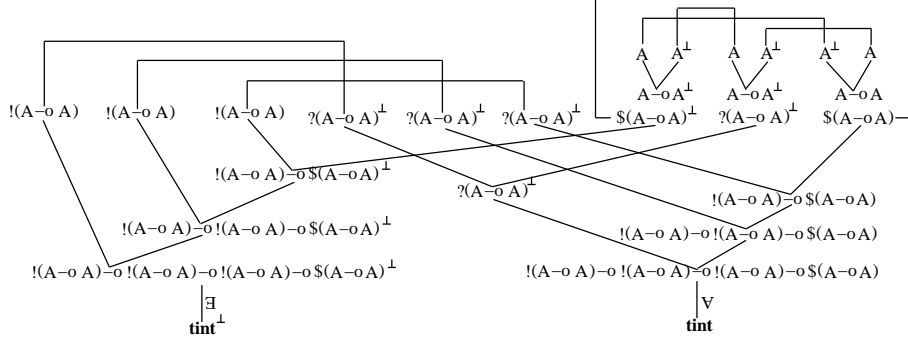 A A⊥ A A⊥ A⊥ A
A−o A⊥ A−o A⊥ A−o A
!(A−o A) !(A−o A) !(A−o A) ?(A−o A)⊥ ?(A−o A)⊥ ?(A−o A)⊥ $(A−o A)⊥ ?(A−o A)⊥ $(A−o A)
!(A−o A)−o $(A−o A)⊥
?(A−o A)⊥ !(A−o A)−o $(A−o A)
!(A−o A)−o !(A−o A)−o $(A−o A)⊥ !(A−o A)−o !(A−o A)−o $(A−o A)
!(A−o A)−o !(A−o A)−o !(A−o A)−o $(A−o A)⊥ !(A−o A)−o !(A−o A)−o !(A−o A)−o $(A−o A)
∃ ∀
tint⊥ tint